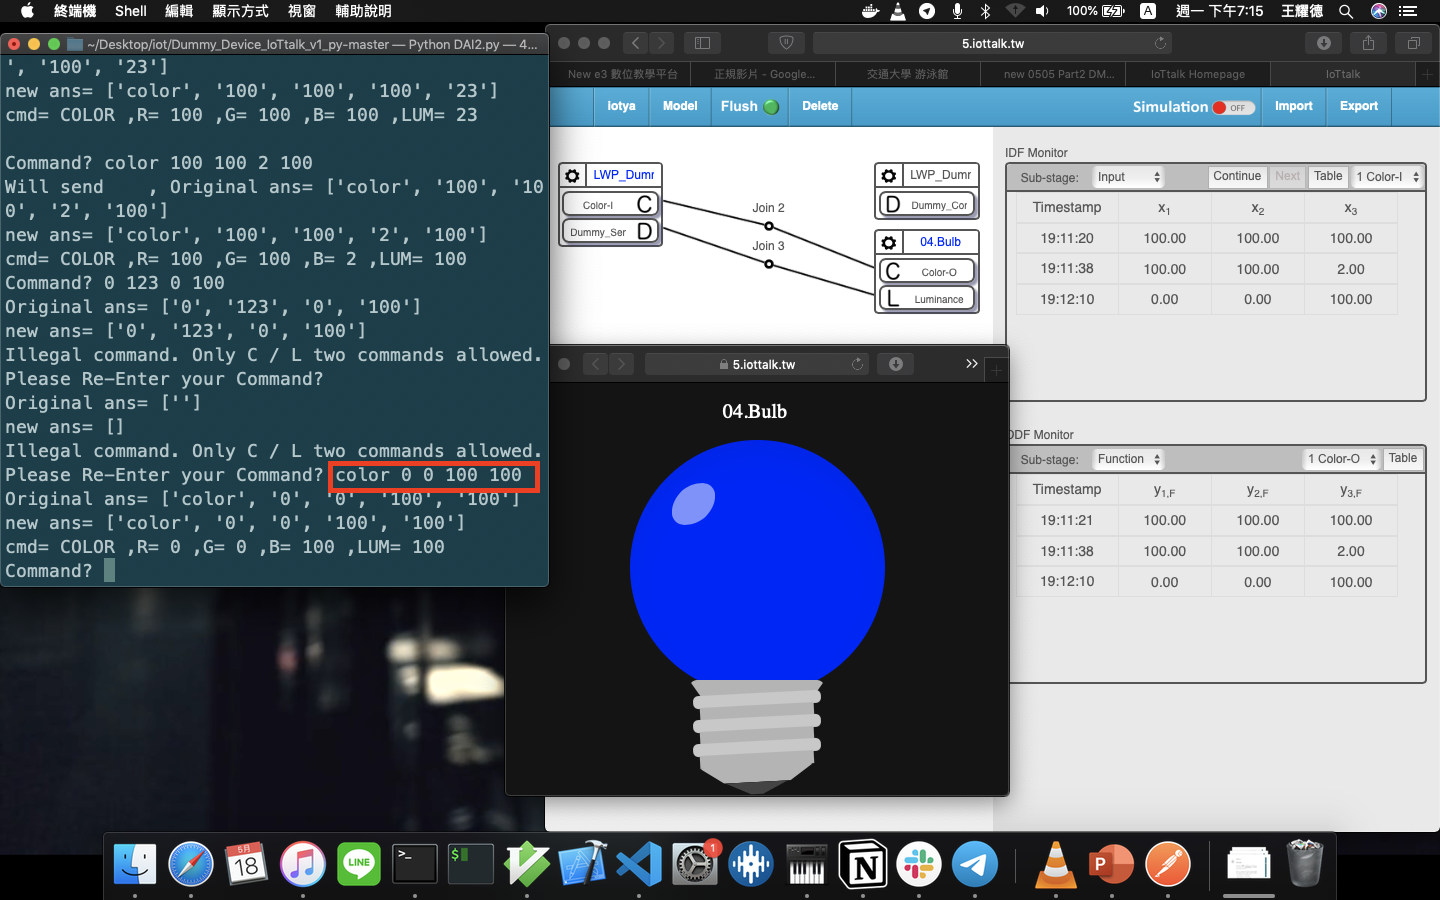 終端機 Shell 編輯 顯示方式 視窗 輔助說明
100% A 週一 下午7:15 王耀德
~/Desktop/iot/Dummy_Device_IoTtalk_v1_py-master — Python DAI2.py — 4...
', '100', '23']
new ans= ['color', '100', '100', '100', '23']
cmd= COLOR ,R= 100 ,G= 100 ,B= 100 ,LUM= 23
Command? color 100 100 2 100
Will send    , Original ans= ['color', '100', '10
0', '2', '100']
new ans= ['color', '100', '100', '2', '100']
cmd= COLOR ,R= 100 ,G= 100 ,B= 2 ,LUM= 100
Command? 0 123 0 100
Original ans= ['0', '123', '0', '100']
new ans= ['0', '123', '0', '100']
Illegal command. Only C / L two commands allowed.
Please Re-Enter your Command?
Original ans= ['']
new ans= []
Illegal command. Only C / L two commands allowed.
Please Re-Enter your Command? color 0 0 100 100
Original ans= ['color', '0', '0', '100', '100']
new ans= ['color', '0', '0', '100', '100']
cmd= COLOR ,R= 0 ,G= 0 ,B= 100 ,LUM= 100
Command?
5.iottalk.tw
New e3 數位教學平台
正規影片 - Google...
交通大學 游泳館
new 0505 Part2 DM...
IoTtalk Homepage
IoTtalk
iotya Model Flush Delete
Simulation OFF Import Export
LWP_Dumr
Color-I C
Dummy_Ser D
Join 2
Join 3
LWP_Dumr
D Dummy_Cor
04.Bulb
C Color-O
L Luminance
IDF Monitor
Sub-stage: Input Continue Next Table 1 Color-I
Timestamp x1 x2 x3
19:11:20 100.00 100.00 100.00
19:11:38 100.00 100.00 2.00
19:12:10 0.00 0.00 100.00
ODF Monitor
Sub-stage: Function 1 Color-O Table
Timestamp y1,F y2,F y3,F
19:11:21 100.00 100.00 100.00
19:11:38 100.00 100.00 2.00
19:12:10 0.00 0.00 100.00
5.iottalk.tw
04.Bulb
5月
18
LINE
>_
$
1
N
P